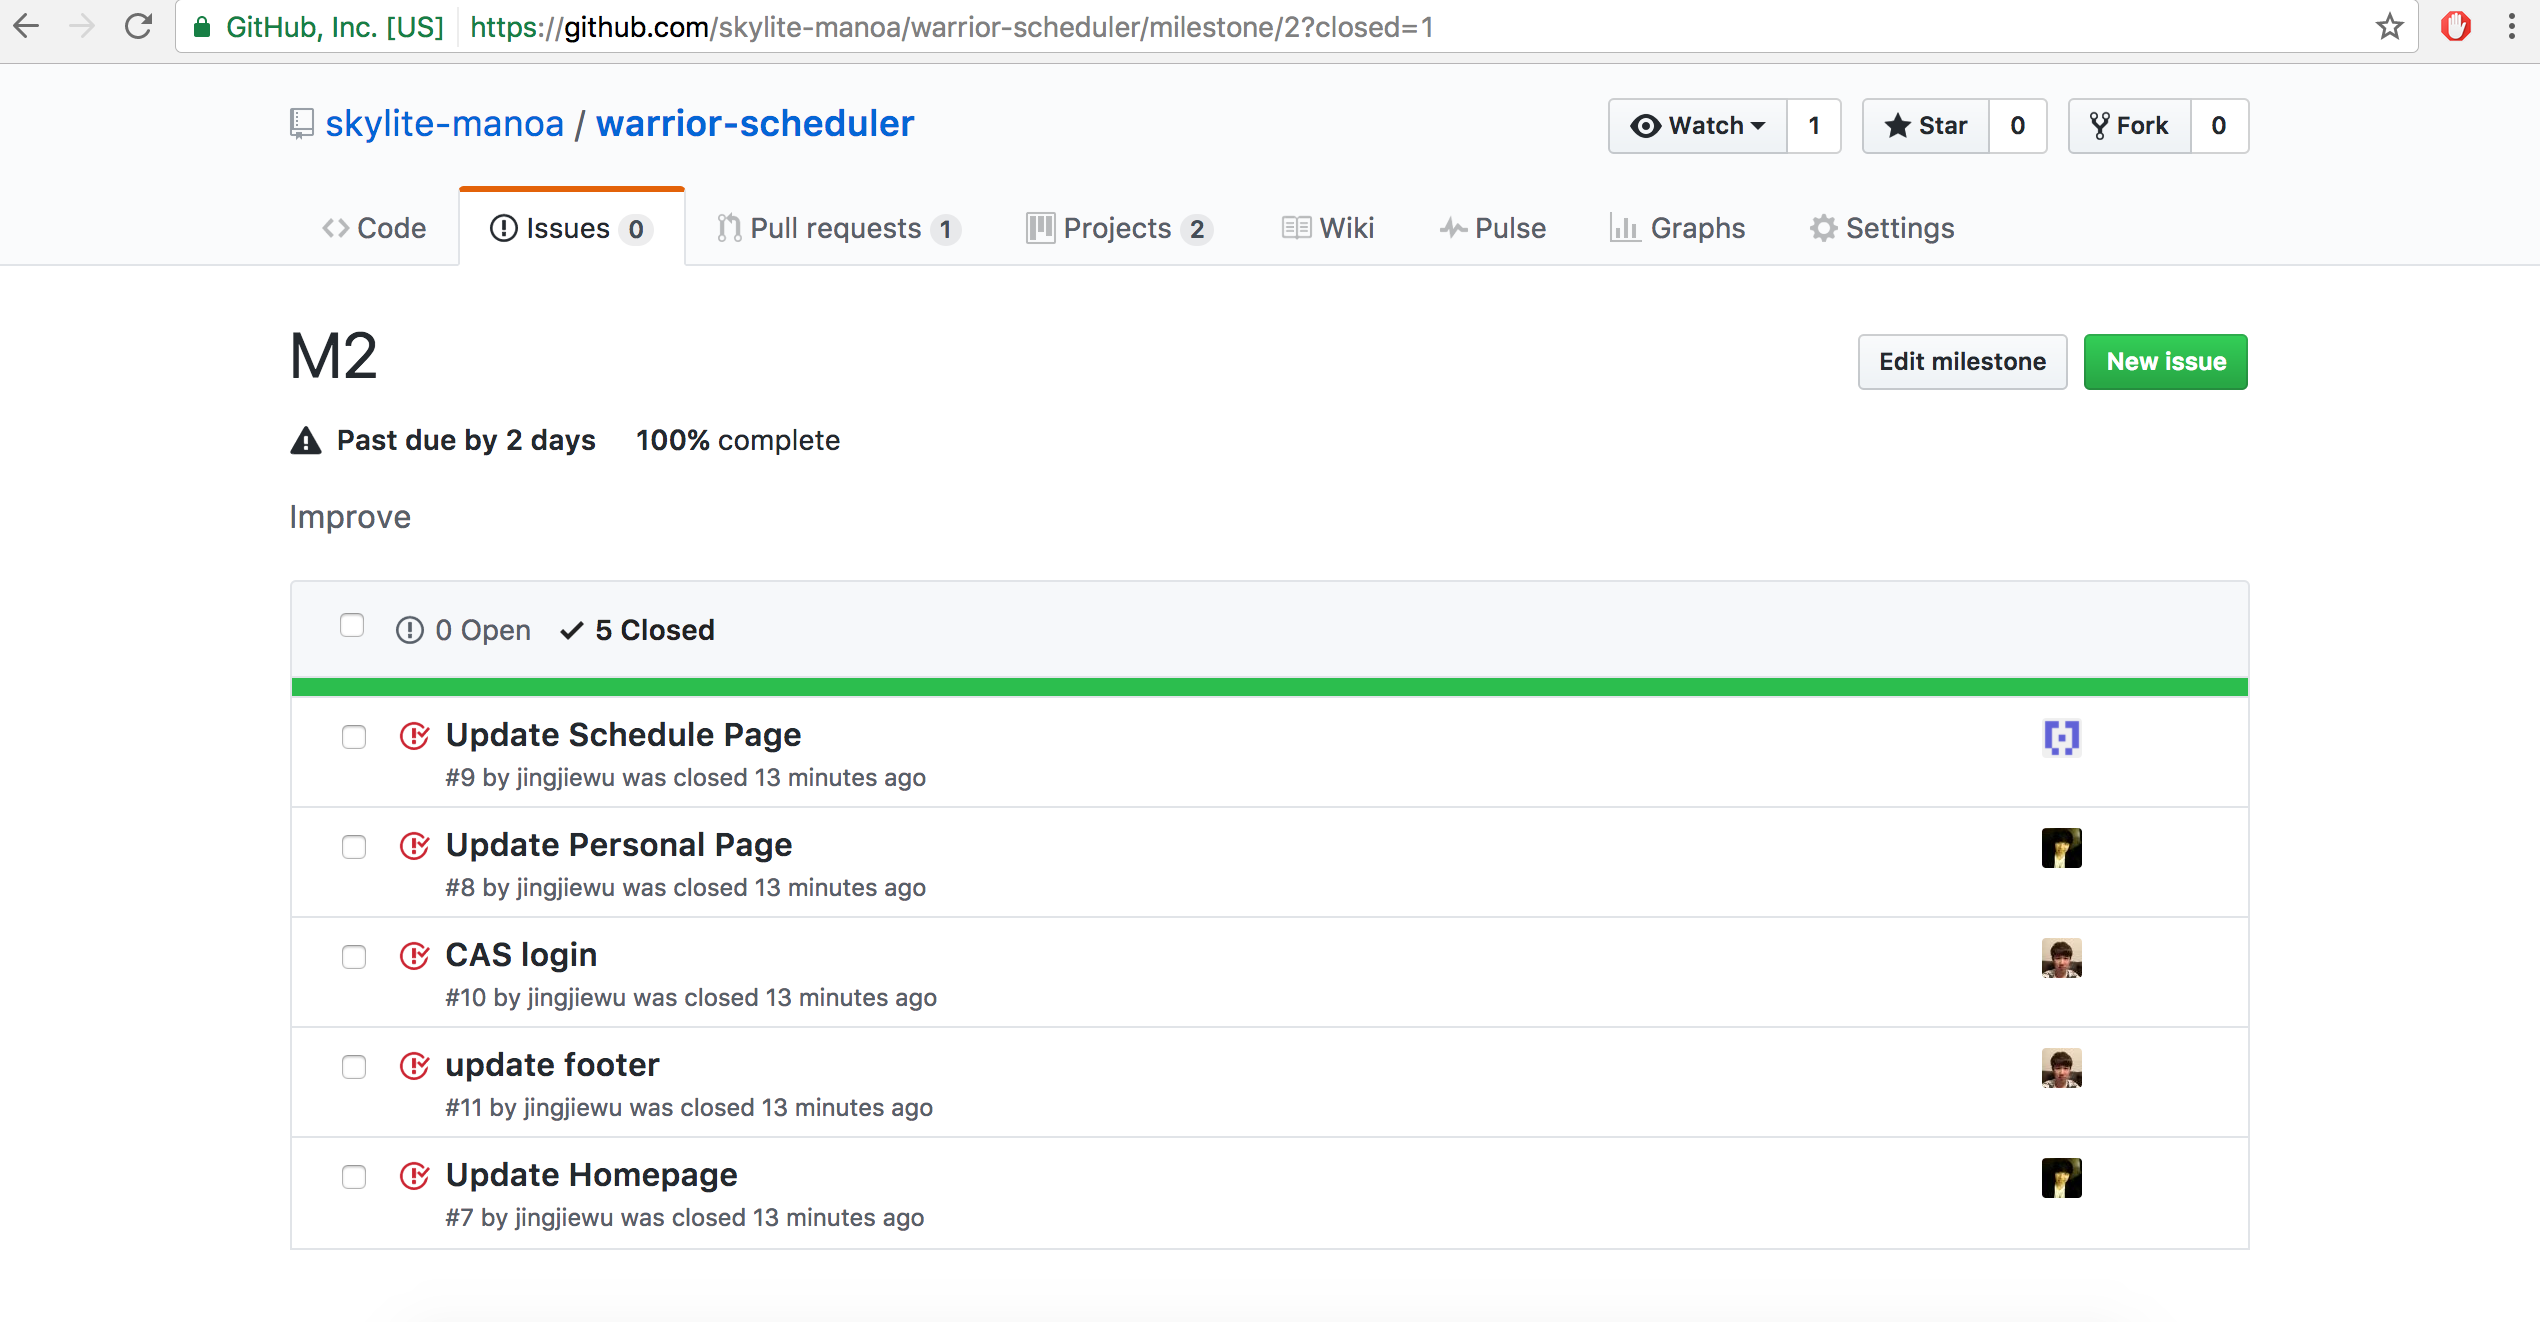 GitHub, Inc. [US] https://github.com/skylite-manoa/warrior-scheduler/milestone/2?closed=1
skylite-manoa / warrior-scheduler Watch 1 Star 0 Fork 0
Code Issues 0 Pull requests 1 Projects 2 Wiki Pulse Graphs Settings
M2 Edit milestone New issue
Past due by 2 days 100% complete
Improve
0 Open 5 Closed
Update Schedule Page
#9 by jingjiewu was closed 13 minutes ago
Update Personal Page
#8 by jingjiewu was closed 13 minutes ago
CAS login
#10 by jingjiewu was closed 13 minutes ago
update footer
#11 by jingjiewu was closed 13 minutes ago
Update Homepage
#7 by jingjiewu was closed 13 minutes ago